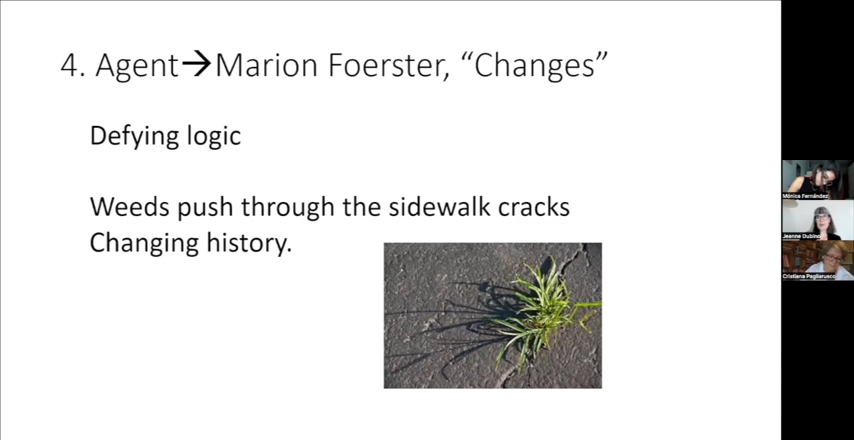 4. Agent→Marion Foerster, “Changes”
Defying logic
Weeds push through the sidewalk cracks
Changing history.
Mónica Fernández
Jeanne Dubino
Cristiana Pagliarusco